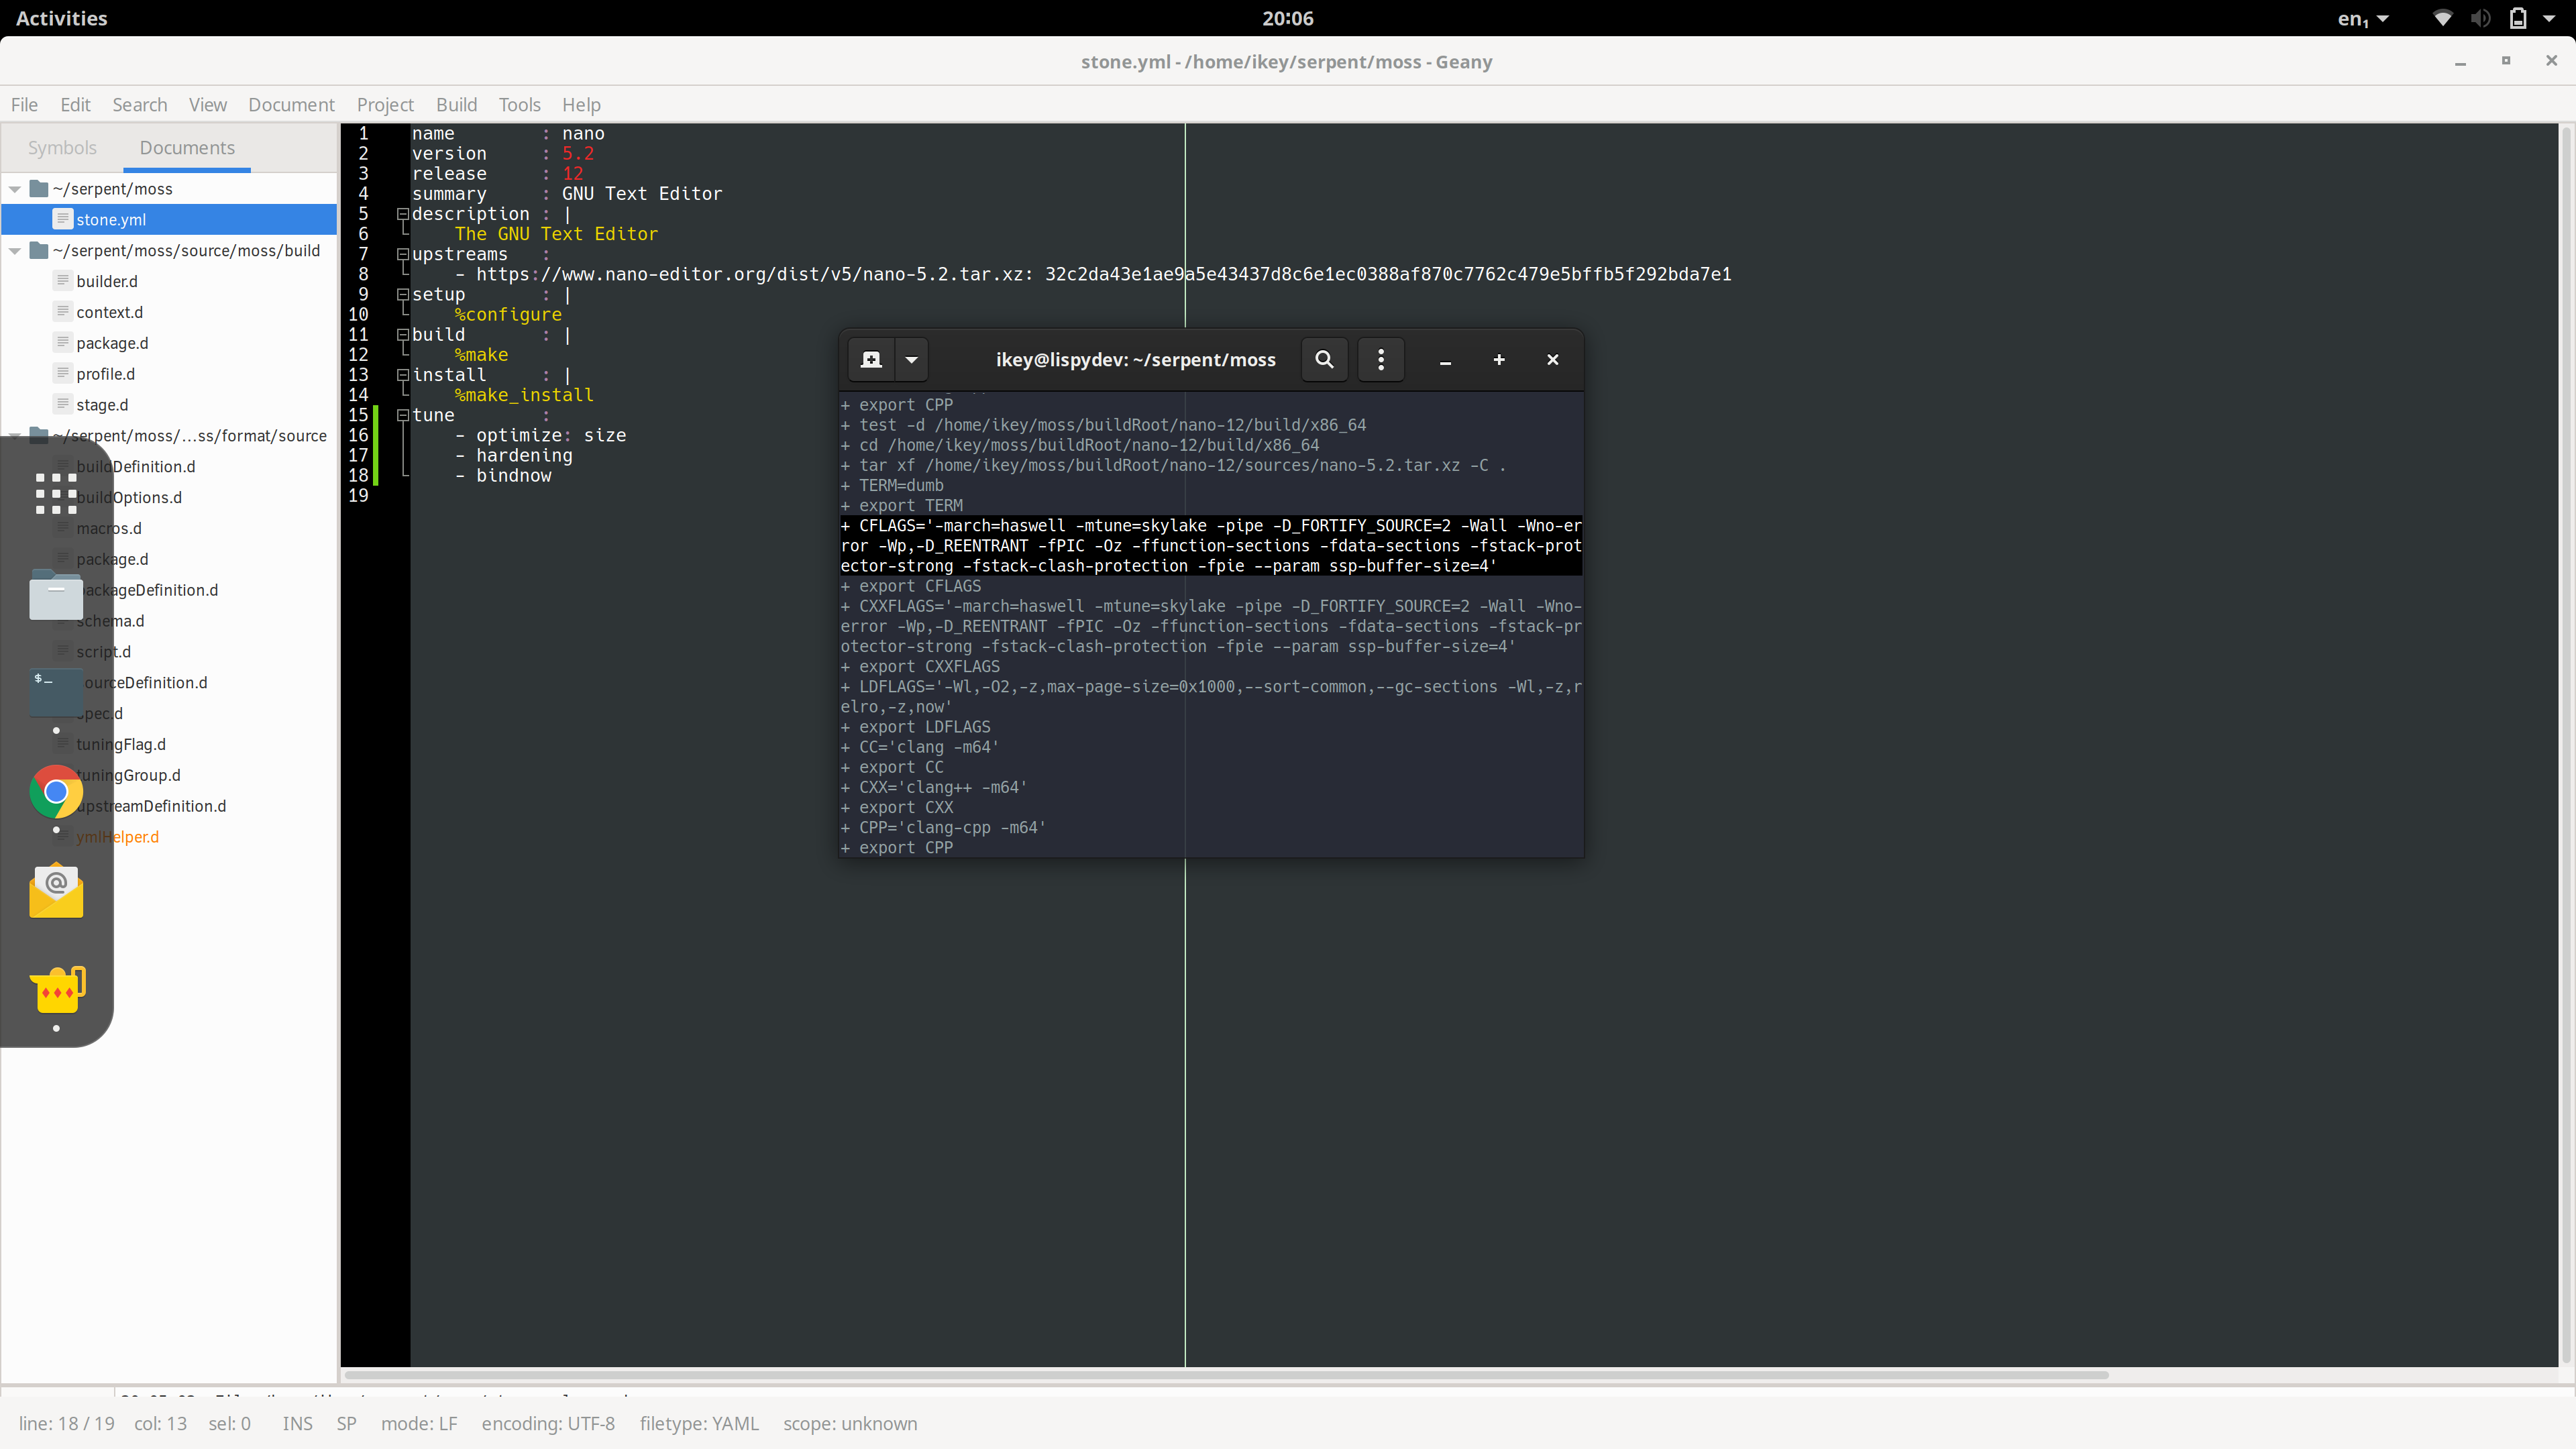 Activities
20:06
en₁
stone.yml - /home/ikey/serpent/moss - Geany
File Edit Search View Document Project Build Tools Help
Symbols Documents
~/serpent/moss
stone.yml
~/serpent/moss/source/moss/build
builder.d
context.d
package.d
profile.d
stage.d
~/serpent/moss/...ss/format/source
buildDefinition.d
buildOptions.d
macros.d
package.d
packageDefinition.d
schema.d
script.d
sourceDefinition.d
spec.d
tuningFlag.d
tuningGroup.d
upstreamDefinition.d
ymlHelper.d
$_
@
1 name : nano
2 version : 5.2
3 release : 12
4 summary : GNU Text Editor
5 description : |
6 The GNU Text Editor
7 upstreams :
8 - https://www.nano-editor.org/dist/v5/nano-5.2.tar.xz: 32c2da43e1ae9a5e43437d8c6e1ec0388af870c7762c479e5bffb5f292bda7e1
9 setup : |
10 %configure
11 build : |
12 %make
13 install : |
14 %make_install
15 tune :
16 - optimize: size
17 - hardening
18 - bindnow
19
ikey@lispydev: ~/serpent/moss
+ export CPP
+ test -d /home/ikey/moss/buildRoot/nano-12/build/x86_64
+ cd /home/ikey/moss/buildRoot/nano-12/build/x86_64
+ tar xf /home/ikey/moss/buildRoot/nano-12/sources/nano-5.2.tar.xz -C .
+ TERM=dumb
+ export TERM
+ CFLAGS='-march=haswell -mtune=skylake -pipe -D_FORTIFY_SOURCE=2 -Wall -Wno-er
ror -Wp,-D_REENTRANT -fPIC -Oz -ffunction-sections -fdata-sections -fstack-prot
ector-strong -fstack-clash-protection -fpie --param ssp-buffer-size=4'
+ export CFLAGS
+ CXXFLAGS='-march=haswell -mtune=skylake -pipe -D_FORTIFY_SOURCE=2 -Wall -Wno-
error -Wp,-D_REENTRANT -fPIC -Oz -ffunction-sections -fdata-sections -fstack-pr
otector-strong -fstack-clash-protection -fpie --param ssp-buffer-size=4'
+ export CXXFLAGS
+ LDFLAGS='-Wl,-O2,-z,max-page-size=0x1000,--sort-common,--gc-sections -Wl,-z,r
elro,-z,now'
+ export LDFLAGS
+ CC='clang -m64'
+ export CC
+ CXX='clang++ -m64'
+ export CXX
+ CPP='clang-cpp -m64'
+ export CPP
line: 18 / 19 col: 13 sel: 0 INS SP mode: LF encoding: UTF-8 filetype: YAML scope: unknown